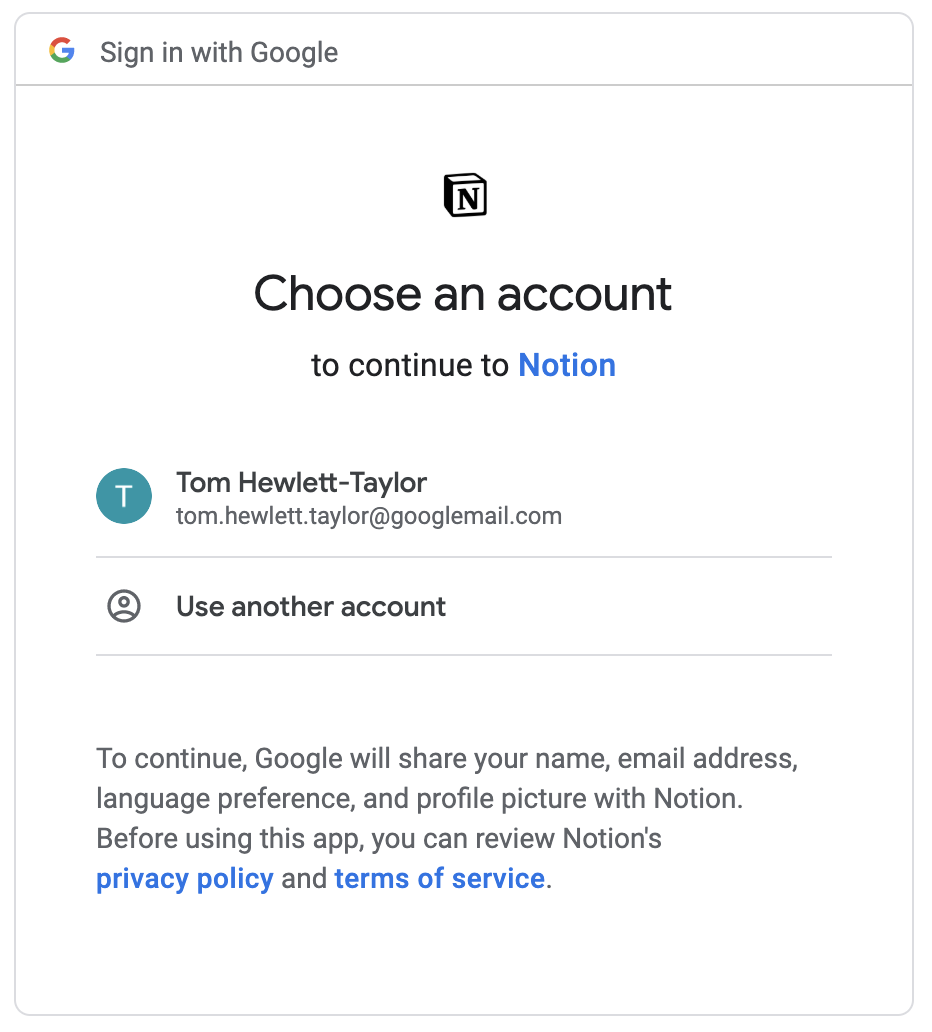 Sign in with Google
N
Choose an account
to continue to Notion
T
Tom Hewlett-Taylor
tom.hewlett.taylor@googlemail.com
Use another account
To continue, Google will share your name, email address,
language preference, and profile picture with Notion.
Before using this app, you can review Notion's
privacy policy and terms of service.